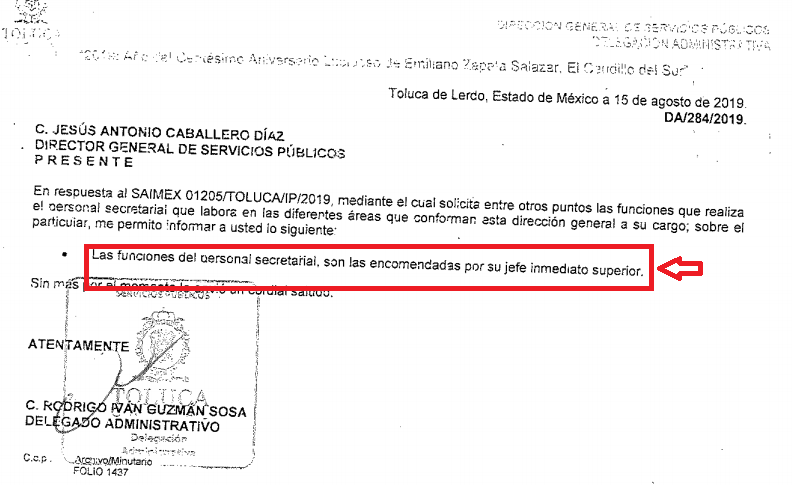 TOLUCA
DIRECCIÓN GENERAL DE SERVICIOS PÚBLICOS
DELEGACIÓN ADMINISTRATIVA
"2019. Año del Centésimo Aniversario Luctuoso de Emiliano Zapata Salazar. El Caudillo del Sur"
Toluca de Lerdo, Estado de México a 15 de agosto de 2019.
DA/284/2019.
C. JESÚS ANTONIO CABALLERO DÍAZ
DIRECTOR GENERAL DE SERVICIOS PÚBLICOS
P R E S E N T E
En respuesta al SAIMEX 01205/TOLUCA/IP/2019, mediante el cual solicita entre otros puntos las funciones que realiza
el personal secretarial que labora en las diferentes áreas que conforman esta dirección general a su cargo; sobre el
particular, me permito informar a usted lo siguiente:
• Las funciones del personal secretarial, son las encomendadas por su jefe inmediato superior.
Sin más por el momento le envió un cordial saludo.
SERVICIOS PÚBLICOS
ATENTAMENTE
TOLUCA
C. RODRIGO IVÁN GUZMÁN SOSA
DELEGADO ADMINISTRATIVO
Delegación
Administrativa
C.c.p. Archivo/Minutario
FOLIO 1437